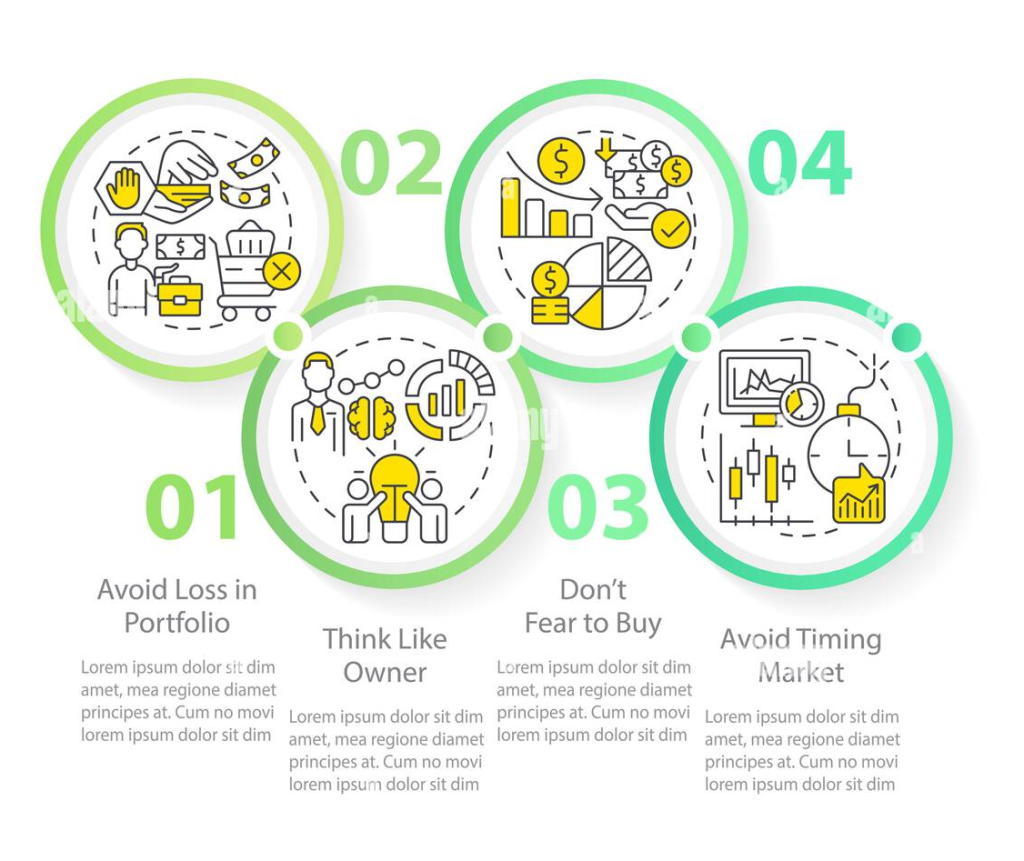 02
04
01
03
Avoid Loss in
Portfolio
Lorem ipsum dolor sit dim
amet, mea regione diamet
principes at. Cum no movi
lorem ipsum dolor sit dim
Think Like
Owner
Lorem ipsum dolor sit dim
amet, mea regione diamet
principes at. Cum no movi
lorem ipsum dolor sit dim
Don't
Fear to Buy
Lorem ipsum dolor sit dim
amet, mea regione diamet
principes at. Cum no movi
lorem ipsum dolor sit dim
Avoid Timing
Market
Lorem ipsum dolor sit dim
amet, mea regione diamet
principes at. Cum no movi
lorem ipsum dolor sit dim